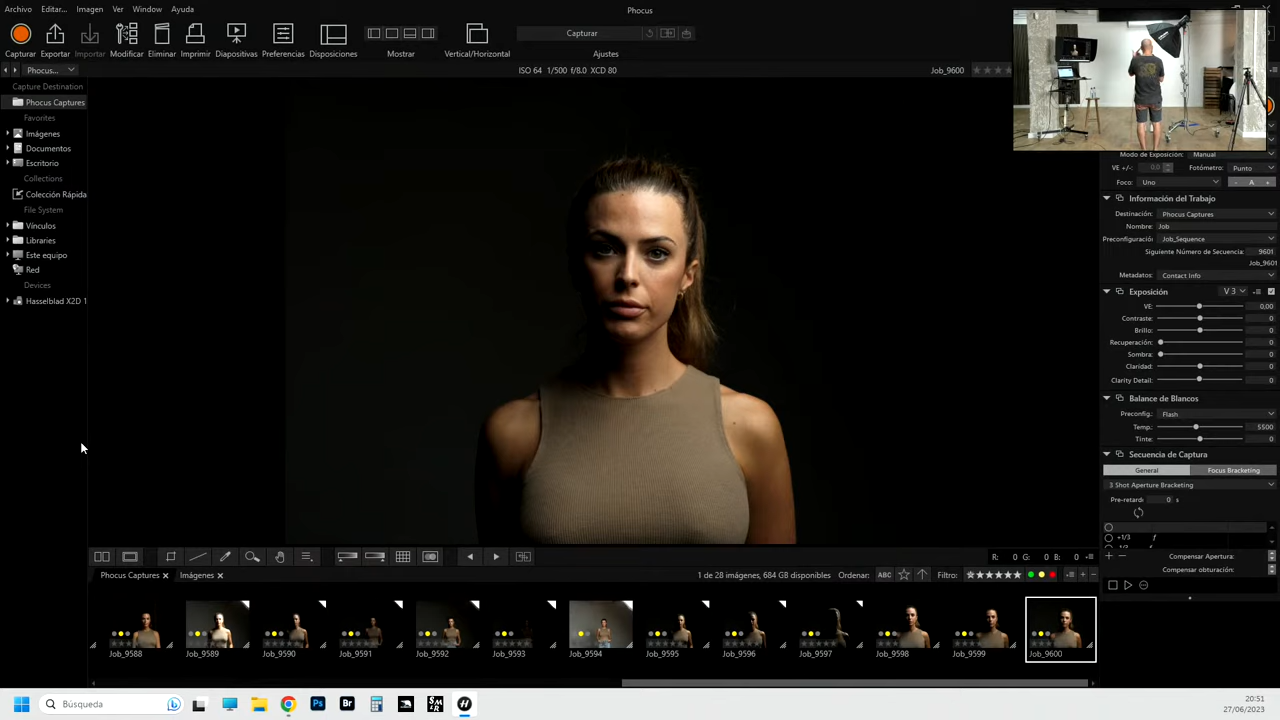 Archivo Editar... Imagen Ver Window Ayuda
Phocus
Capturar Exportar Importar Modificar Eliminar Imprimir Diapositivas Preferencias Disposiciones Mostrar Vertical/Horizontal Capturar Ajustes
Phocus...
ISO 64 1/500 f/8.0 XCD 80
Job_9600
Capture Destination
Phocus Captures
Favorites
Imágenes
Documentos
Escritorio
Collections
Colección Rápida
File System
Vínculos
Libraries
Este equipo
Red
Devices
Hasselblad X2D 1
Modo de Exposición: Manual
VE +/-: 0.0 Fotómetro: Punto
Foco: Uno - A +
Información del Trabajo
Destinación: Phocus Captures
Nombre: Job
Preconfiguració Job_Sequence
Siguiente Número de Secuencia: 9601
Job_9601
Metadatos: Contact Info
Exposición V 3
VE: 0,00
Contraste: 0
Brillo: 0
Recuperación: 0
Sombra: 0
Claridad: 0
Clarity Detail: 0
Balance de Blancos
Preconfig.: Flash
Temp.: 5500
Tinte: 0
Secuencia de Captura
General Focus Bracketing
3 Shot Aperture Bracketing
Pre-retardo 0 s
+1/3 f
-1/3 f
Compensar Apertura:
Compensar obturación:
R: 0 G: 0 B: 0
Phocus Captures Imágenes
1 de 28 imágenes, 684 GB disponibles Ordenar: ABC Filtro:
Job_9588 Job_9589 Job_9590 Job_9591 Job_9592 Job_9593 Job_9594 Job_9595 Job_9596 Job_9597 Job_9598 Job_9599 Job_9600
Búsqueda
Ps
Br
20:51
27/06/2023